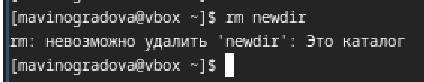 [mavinogradova@vbox ~]$ rm newdir
rm: невозможно удалить 'newdir': Это каталог
[mavinogradova@vbox ~]$